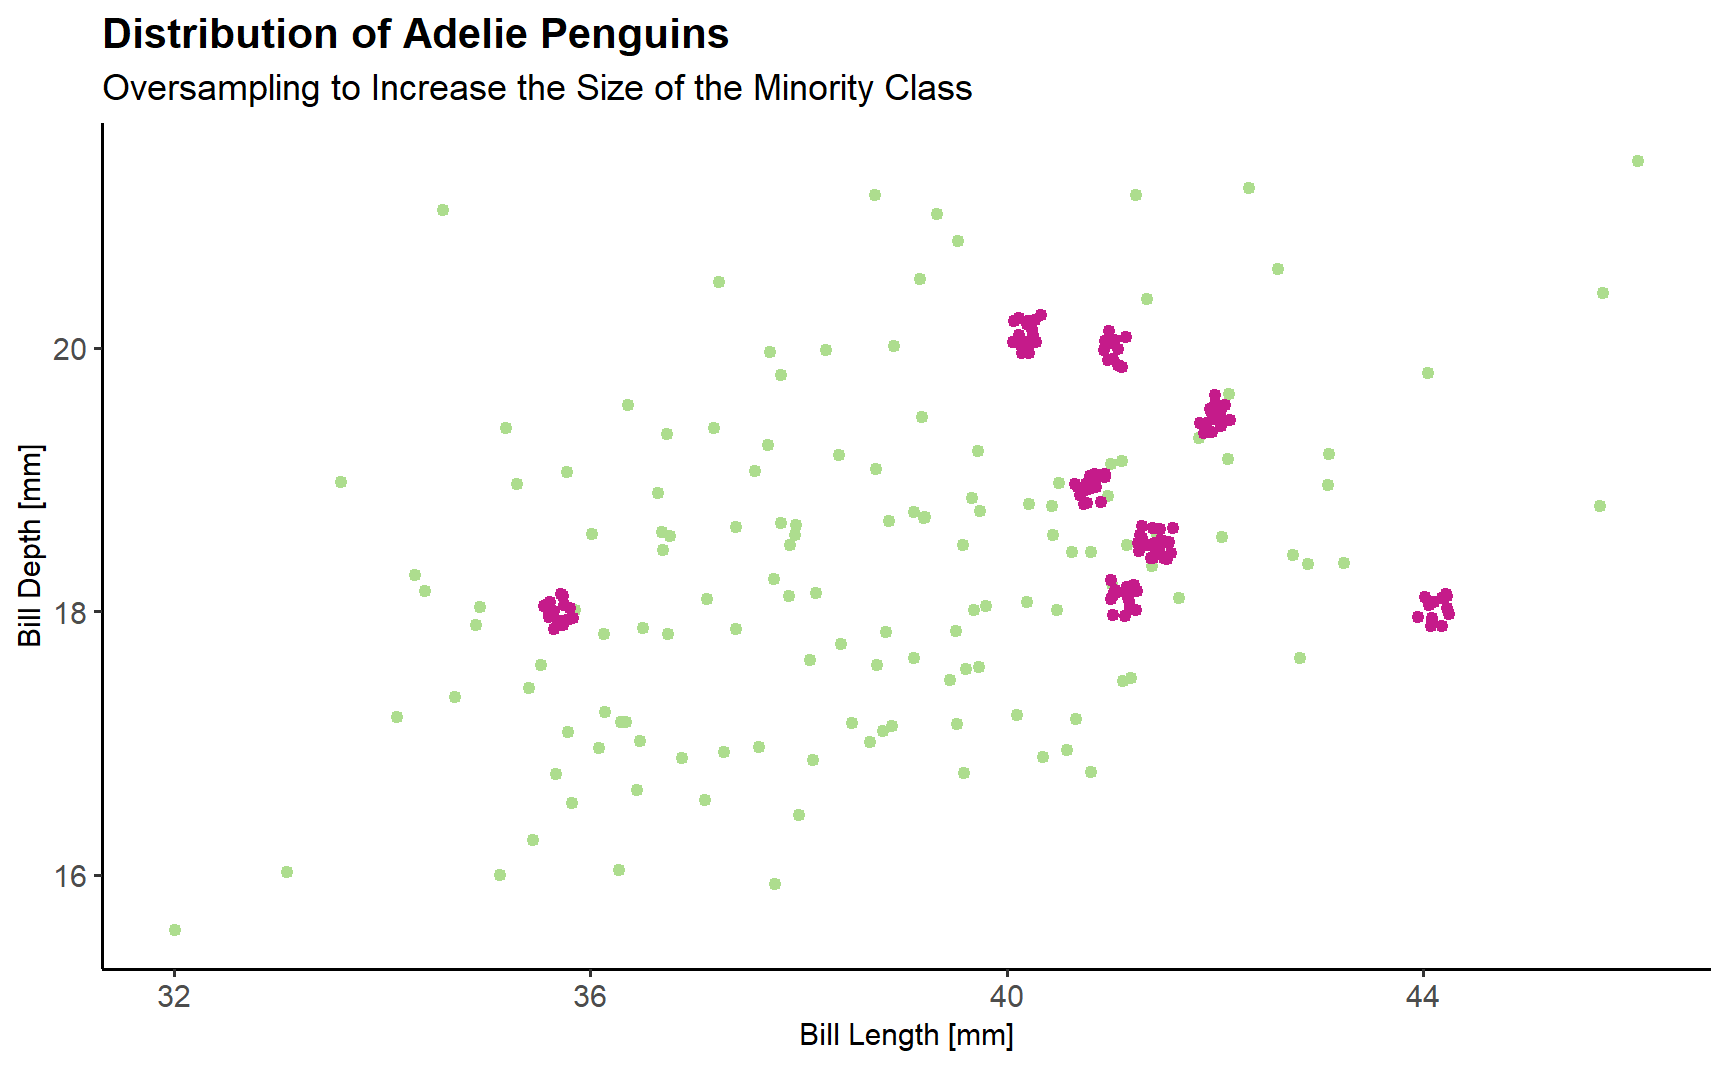 Distribution of Adelie Penguins
Oversampling to Increase the Size of the Minority Class
Bill Depth [mm]
20
18
16
32
36
40
44
Bill Length [mm]